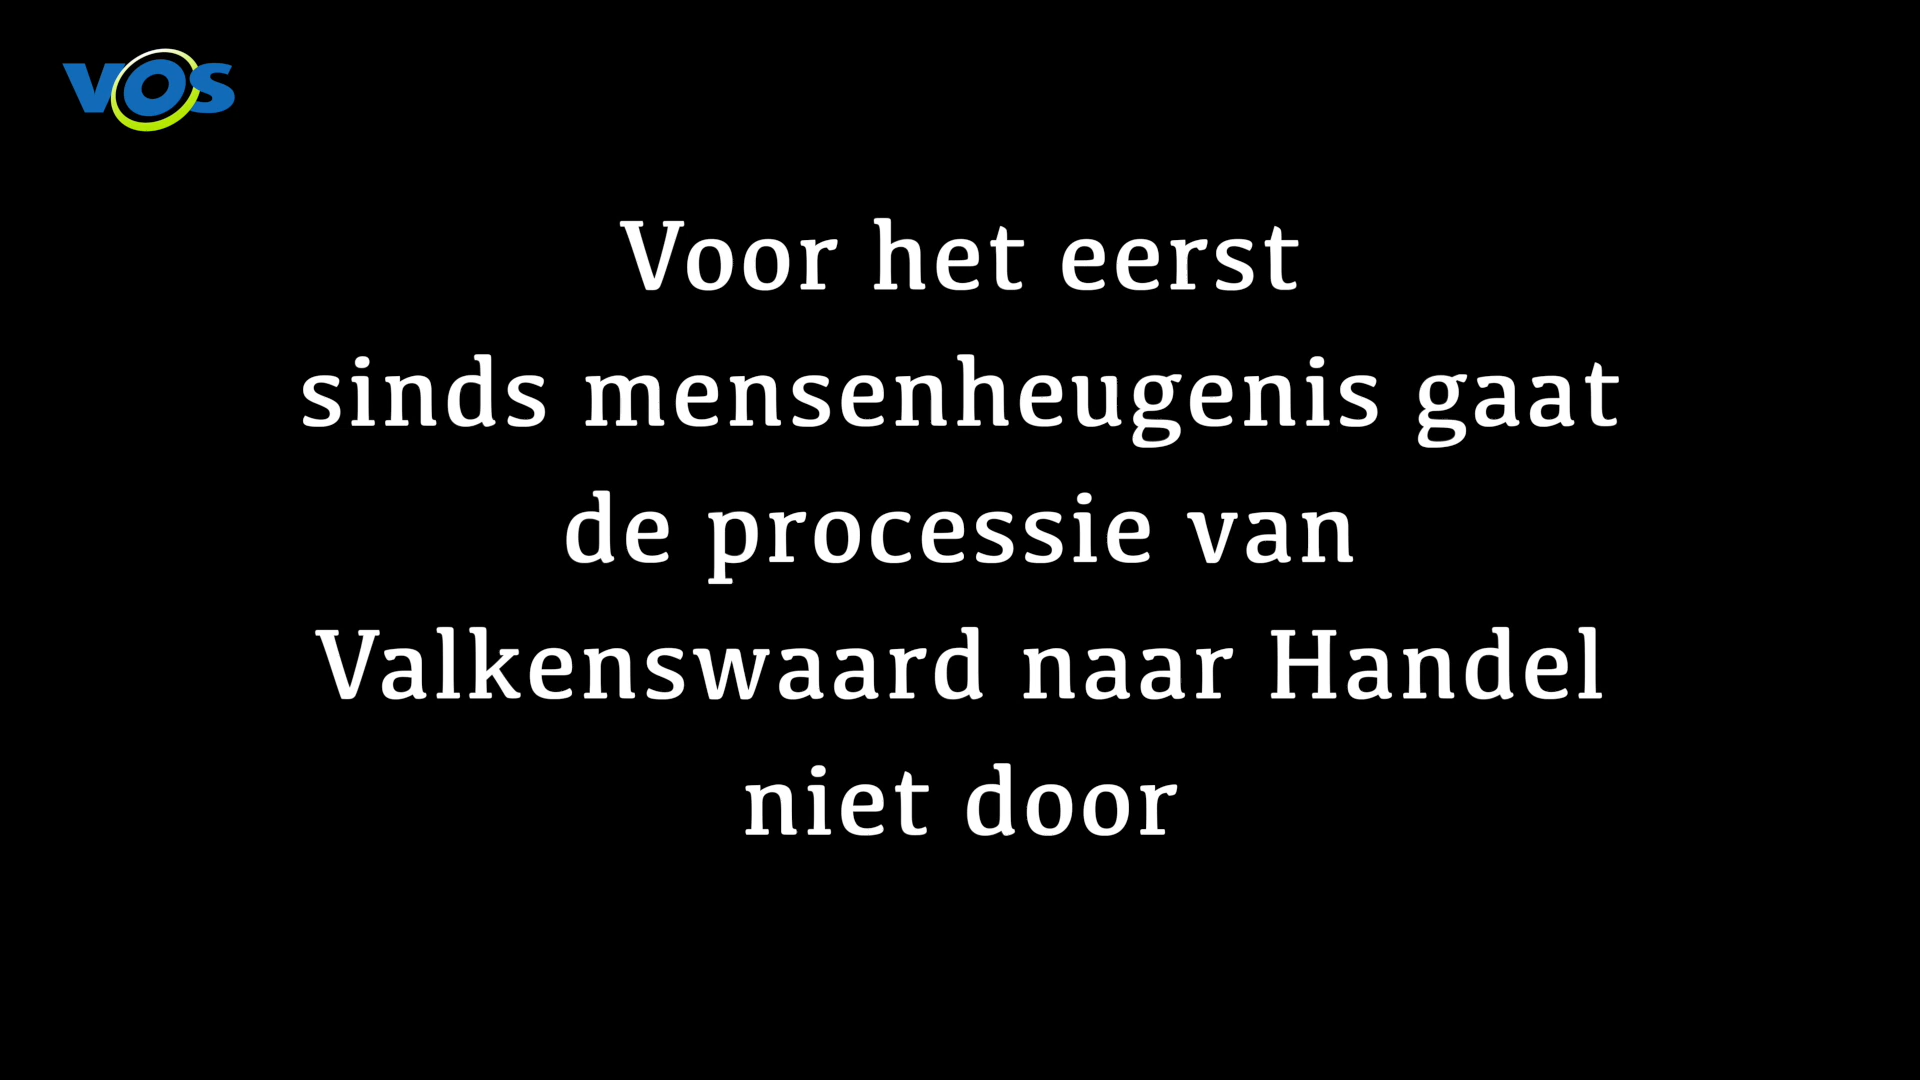 VOS
Voor het eerst
sinds mensenheugenis gaat
de processie van
Valkenswaard naar Handel
niet door